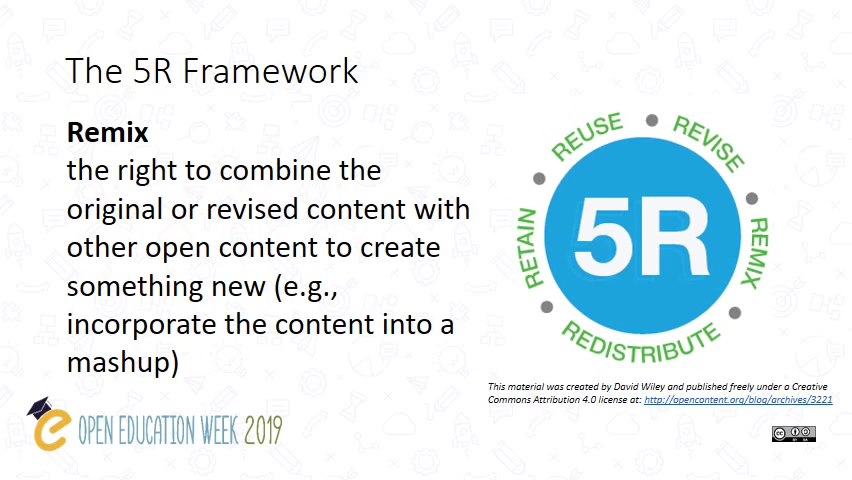 The 5R Framework
Remix
the right to combine the
original or revised content with
other open content to create
something new (e.g.,
incorporate the content into a
mashup)
REUSE
REVISE
RETAIN
5R
REMIX
REDISTRIBUTE
This material was created by David Wiley and published freely under a Creative
Commons Attribution 4.0 license at: http://opencontent.org/blog/archives/3221
e OPEN EDUCATION WEEK 2019
cc
BY SA